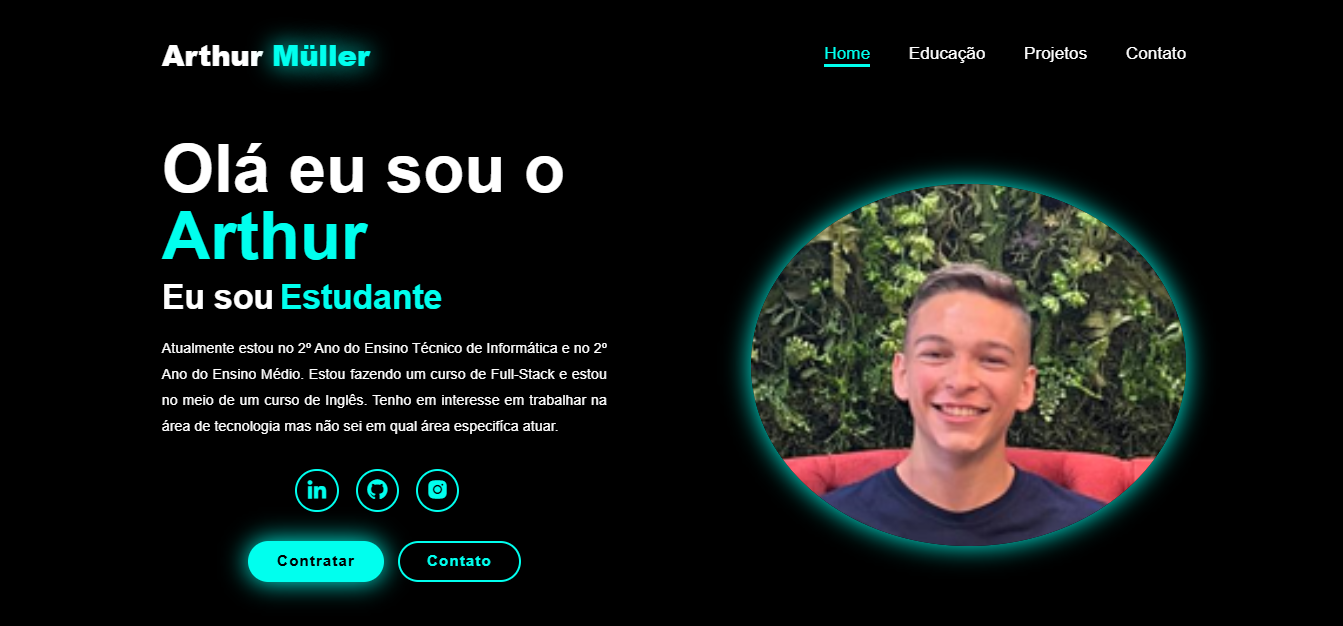 Arthur Müller
Home Educação Projetos Contato
Olá eu sou o
Arthur
Eu sou Estudante
Atualmente estou no 2º Ano do Ensino Técnico de Informática e no 2º
Ano do Ensino Médio. Estou fazendo um curso de Full-Stack e estou
no meio de um curso de Inglês. Tenho em interesse em trabalhar na
área de tecnologia mas não sei em qual área especifíca atuar.
in
Contratar Contato